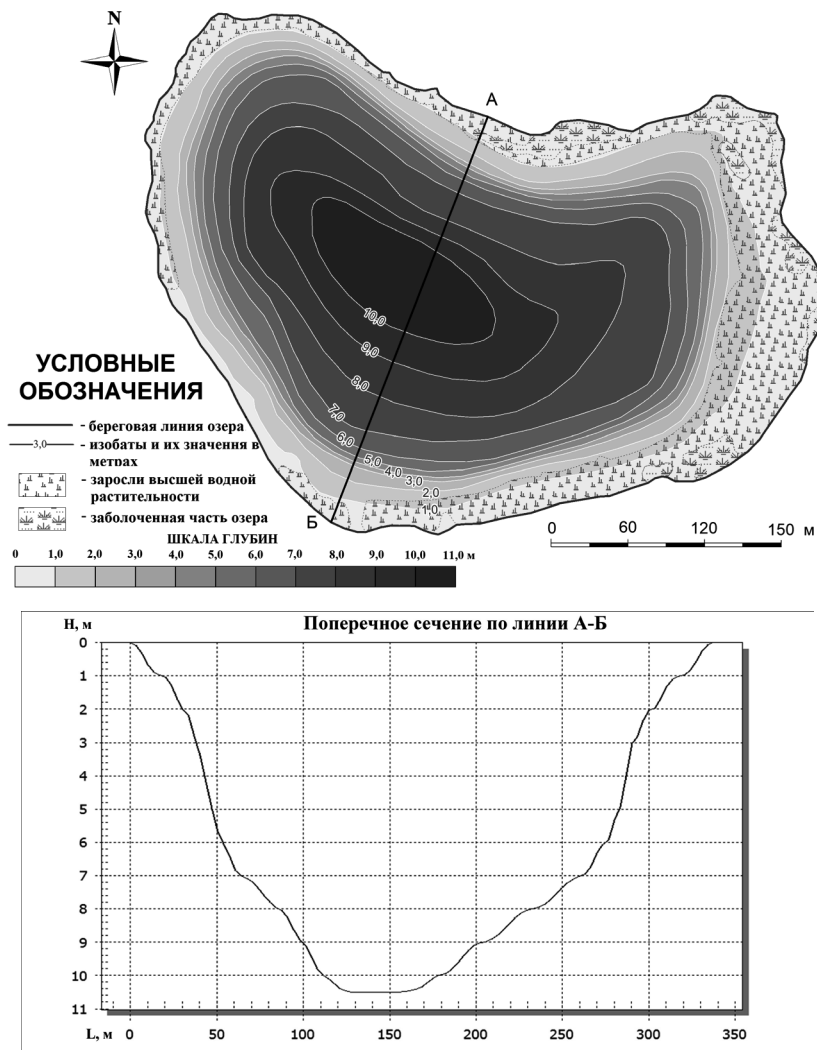 N
А
10,0
9,0
8,0
7,0
6,0
5,0
4,0
3,0
2,0
1,0
Б
УСЛОВНЫЕ
ОБОЗНАЧЕНИЯ
- береговая линия озера
3,0 - изобаты и их значення в
метрах
- заросли высшей водной
растительности
- заболоченная часть озера
0 60 120 150 м
ШКАЛА ГЛУБИН
0 1,0 2,0 3,0 4,0 5,0 6,0 7,0 8,0 9,0 10,0 11,0 м
Н, м Поперечное сечение по линии А-Б
0
1
2
3
4
5
6
7
8
9
10
11
L, м 0 50 100 150 200 250 300 350